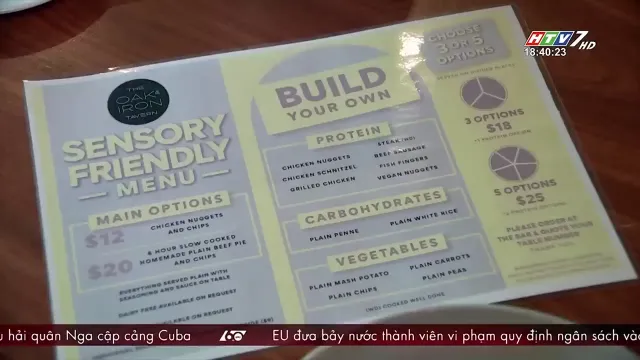 HTV7 HD
18:40:23
THE
OAK &
IRON
TAVERN
SENSORY
FRIENDLY
MENU
MAIN OPTIONS
$12
CHICKEN NUGGETS
AND CHIPS
$20
6 HOUR SLOW COOKED
HOMEMADE PLAIN BEEF PIE
AND CHIPS
EVERYTHING SERVED PLAIN WITH
SEASONING AND SAUCE ON TABLE
DAIRY FREE AVAILABLE ON REQUEST
BUILD
YOUR OWN
PROTEIN
CHICKEN NUGGETS
CHICKEN SCHNITZEL
GRILLED CHICKEN
BEEF SAUSAGE
FISH FINGERS
VEGAN NUGGETS
CARBOHYDRATES
PLAIN PENNE
PLAIN WHITE RICE
VEGETABLES
PLAIN MASH POTATO
PLAIN CHIPS
PLAIN CARROTS
PLAIN PEAS
CHOOSE
3 OR 5
OPTIONS
3 OPTIONS
$18
5 OPTIONS
$25
PLEASE ORDER AT
THE BAR & QUOTE YOUR
TABLE NUMBER
hải quân Nga cập cảng Cuba
60
EU đưa bảy nước thành viên vi phạm quy định ngân sách